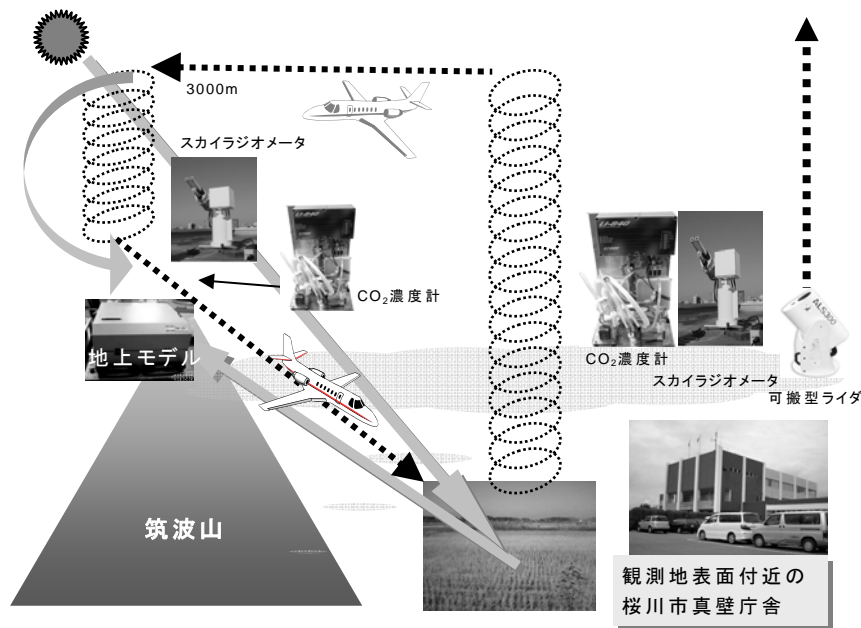 3000m
スカイラジオメータ
CO₂濃度計
地上モデル
CO₂濃度計
スカイラジオメータ
ALS300
可搬型ライダ
筑波山
観測地表面付近の
桜川市真壁庁舎